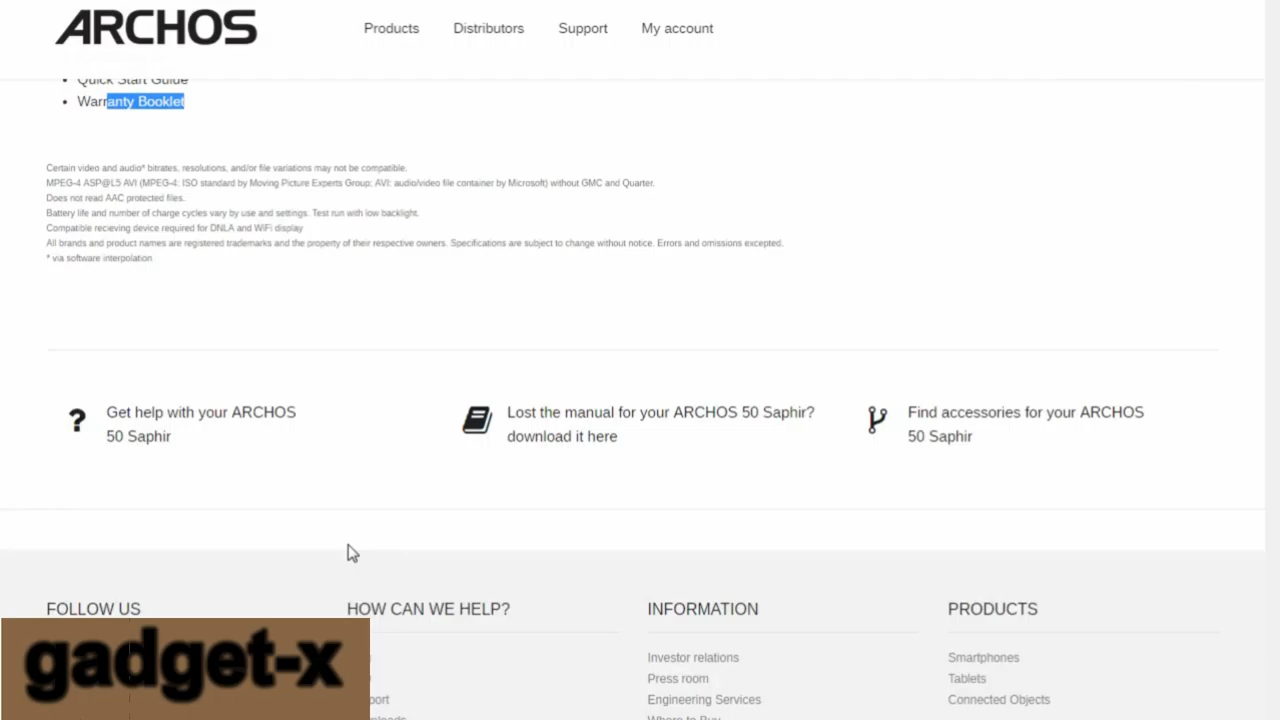 ARCHOS
Products Distributors Support My account
Quick Start Guide
Warranty Booklet
Certain video and audio* bitrates, resolutions, and/or file variations may not be compatible.
MPEG-4 ASP@L5 AVI (MPEG-4: ISO standard by Moving Picture Experts Group; AVI: audio/video file container by Microsoft) without GMC and Quarter.
Does not read AAC protected files.
Battery life and number of charge cycles vary by use and settings. Test run with low backlight.
Compatible recieving device required for DNLA and WiFi display
All brands and product names are registered trademarks and the property of their respective owners. Specifications are subject to change without notice. Errors and omissions excepted.
* via software interpolation
Get help with your ARCHOS
50 Saphir
Lost the manual for your ARCHOS 50 Saphir?
download it here
Find accessories for your ARCHOS
50 Saphir
FOLLOW US
HOW CAN WE HELP?
INFORMATION
Investor relations
Press room
Engineering Services
Where to Buy
PRODUCTS
Smartphones
Tablets
Connected Objects
gadget-x